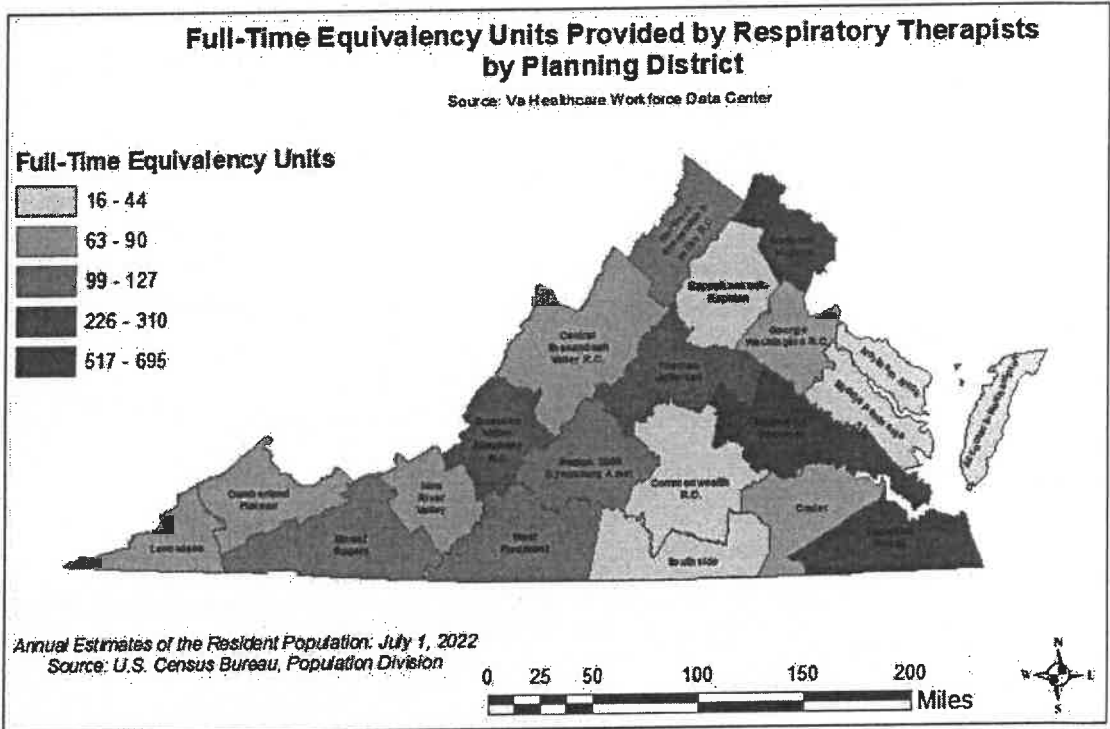 Full-Time Equivalency Units Provided by Respiratory Therapists
by Planning District
Source: Va Healthcare Workforce Data Center
Full-Time Equivalency Units
16 - 44
63 - 90
99 - 127
226 - 310
517 - 695
Rappahannock-
Rapidan
George
Washington R.C.
Central
Shenandoah
Valley R.C.
Thomas
Jefferson
Commonwealth
R.C.
Cumberland
Plateau
New
River
Valley
Mount
Rogers
West
Piedmont
Southside
Crater
Lenowisco
Annual Estimates of the Resident Population: July 1, 2022
Source: U.S. Census Bureau, Population Division
0 25 50 100 150 200
Miles
N
W E
S